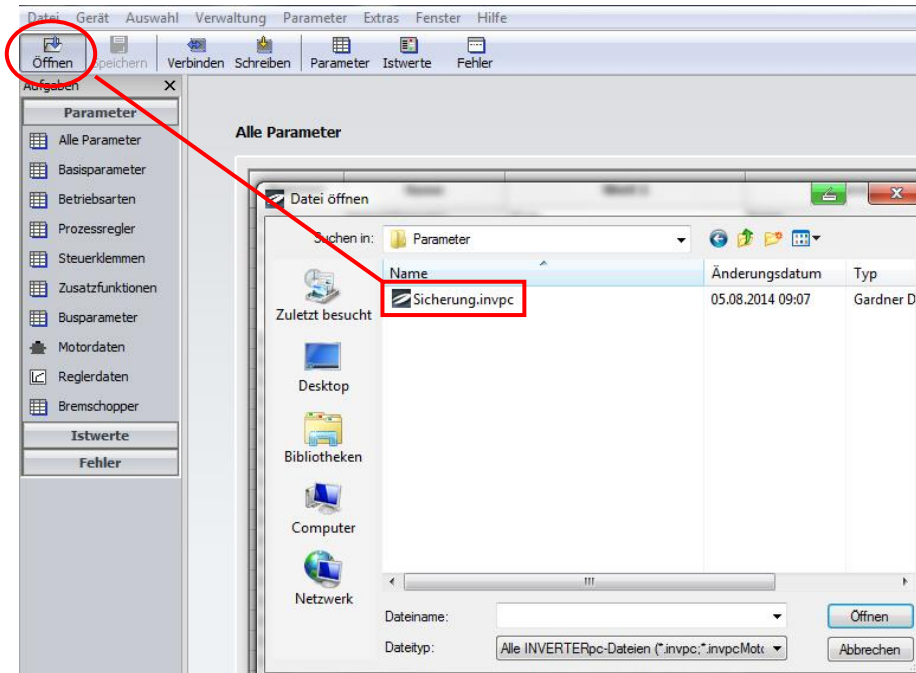 Datei Gerät Auswahl Verwaltung Parameter Extras Fenster Hilfe
Öffnen Speichern Verbinden Schreiben Parameter Istwerte Fehler
Aufgaben X
Parameter
Alle Parameter
Basisparameter
Betriebsarten
Prozessregler
Steuerklemmen
Zusatzfunktionen
Busparameter
Motordaten
Reglerdaten
Bremschopper
Istwerte
Fehler
Alle Parameter
Datei öffnen
Suchen in: Parameter
Name Änderungsdatum Typ
Sicherung.invpc 05.08.2014 09:07 Gardner D
Zuletzt besucht
Desktop
Bibliotheken
Computer
Netzwerk
Dateiname: Öffnen
Dateityp: Alle INVERTERpc-Dateien (*.invpc;*.invpcMotc Abbrechen